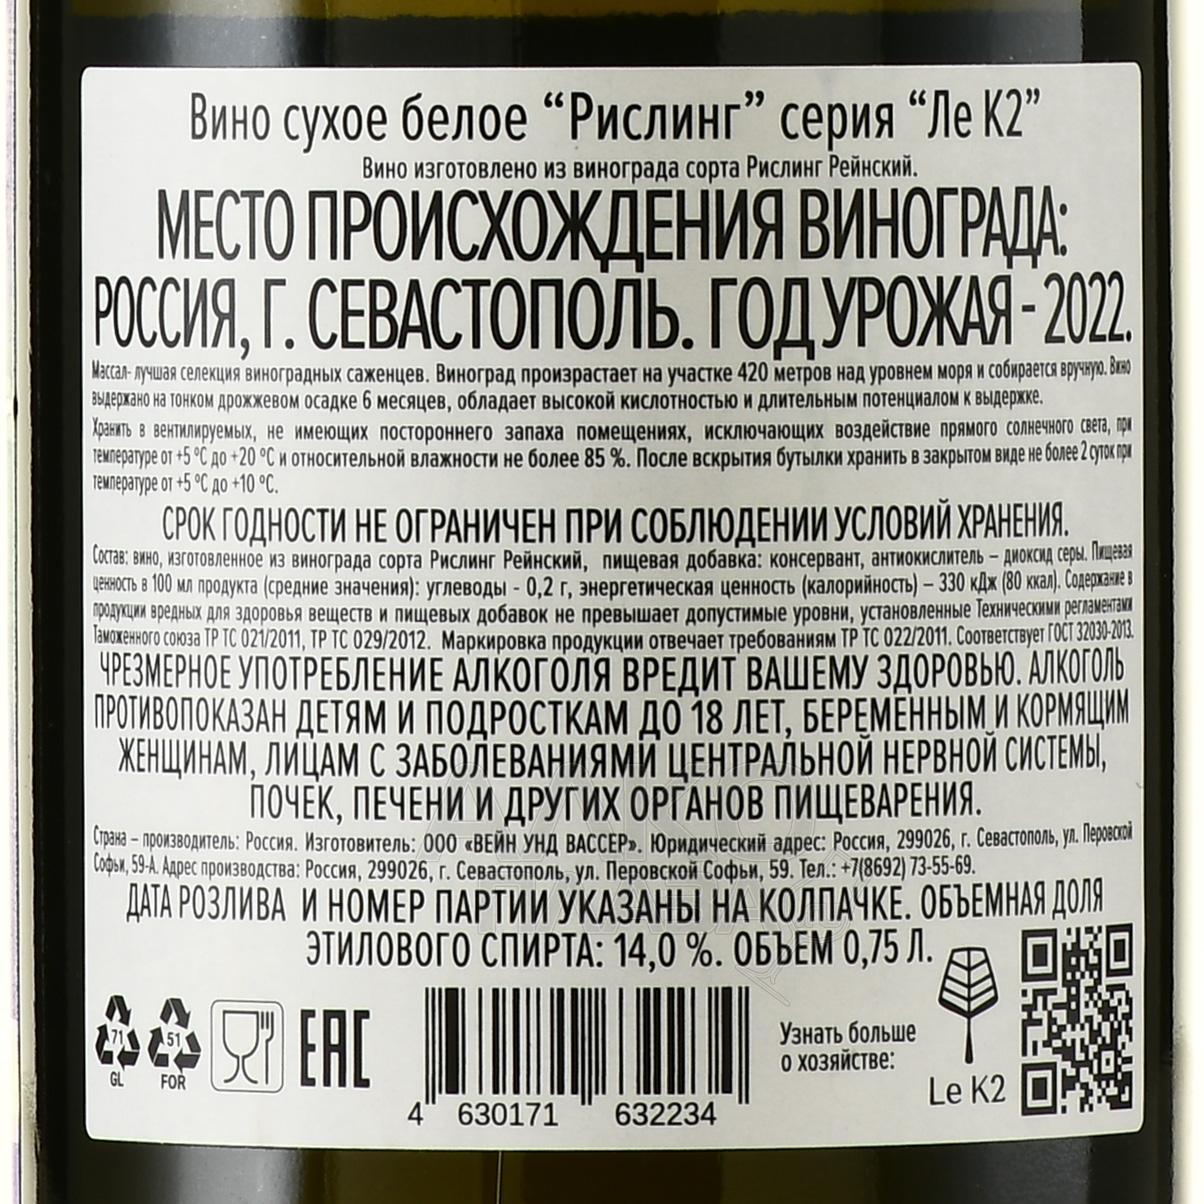 Вино сухое белое “Рислинг” серия “Ле К2”
Вино изготовлено из винограда сорта Рислинг Рейнский.
МЕСТО ПРОИСХОЖДЕНИЯ ВИНОГРАДА:
РОССИЯ, Г. СЕВАСТОПОЛЬ. ГОД УРОЖАЯ - 2022.
Массал- лучшая селекция виноградных саженцев. Виноград произрастает на участке 420 метров над уровнем моря и собирается вручную. Вино
выдержано на тонком дрожжевом осадке 6 месяцев, обладает высокой кислотностью и длительным потенциалом к выдержке.
Хранить в вентилируемых, не имеющих постороннего запаха помещениях, исключающих воздействие прямого солнечного света, при
температуре от +5 °С до +20 °С и относительной влажности не более 85 %. После вскрытия бутылки хранить в закрытом виде не более 2 суток при
температуре от +5 °С до +10 °С.
СРОК ГОДНОСТИ НЕ ОГРАНИЧЕН ПРИ СОБЛЮДЕНИИ УСЛОВИЙ ХРАНЕНИЯ.
Состав: вино, изготовленное из винограда сорта Рислинг Рейнский, пищевая добавка: консервант, антиокислитель – диоксид серы. Пищевая
ценность в 100 мл продукта (средние значения): углеводы - 0,2 г, энергетическая ценность (калорийность) – 330 кДж (80 ккал). Содержание в
продукции вредных для здоровья веществ и пищевых добавок не превышает допустимые уровни, установленные Техническими регламентами
Таможенного союза ТР ТС 021/2011, ТР ТС 029/2012. Маркировка продукции отвечает требованиям ТР ТС 022/2011. Соответствует ГОСТ 32030-2013.
ЧРЕЗМЕРНОЕ УПОТРЕБЛЕНИЕ АЛКОГОЛЯ ВРЕДИТ ВАШЕМУ ЗДОРОВЬЮ. АЛКОГОЛЬ
ПРОТИВОПОКАЗАН ДЕТЯМ И ПОДРОСТКАМ ДО 18 ЛЕТ, БЕРЕМЕННЫМ И КОРМЯЩИМ
ЖЕНЩИНАМ, ЛИЦАМ С ЗАБОЛЕВАНИЯМИ ЦЕНТРАЛЬНОЙ НЕРВНОЙ СИСТЕМЫ,
ПОЧЕК, ПЕЧЕНИ И ДРУГИХ ОРГАНОВ ПИЩЕВАРЕНИЯ.
Страна – производитель: Россия. Изготовитель: ООО «ВЕЙН УНД ВАССЕР». Юридический адрес: Россия, 299026, г. Севастополь, ул. Перовской
Софьи, 59-А. Адрес производства: Россия, 299026, г. Севастополь, ул. Перовской Софьи, 59. Тел.: +7(8692) 73-55-69.
ДАТА РОЗЛИВА И НОМЕР ПАРТИИ УКАЗАНЫ НА КОЛПАЧКЕ. ОБЪЕМНАЯ ДОЛЯ
ЭТИЛОВОГО СПИРТА: 14,0 %. ОБЪЕМ 0,75 Л.
71
GL
51
FOR
EAC
4 630171 632234
Узнать больше
о хозяйстве:
Le K2